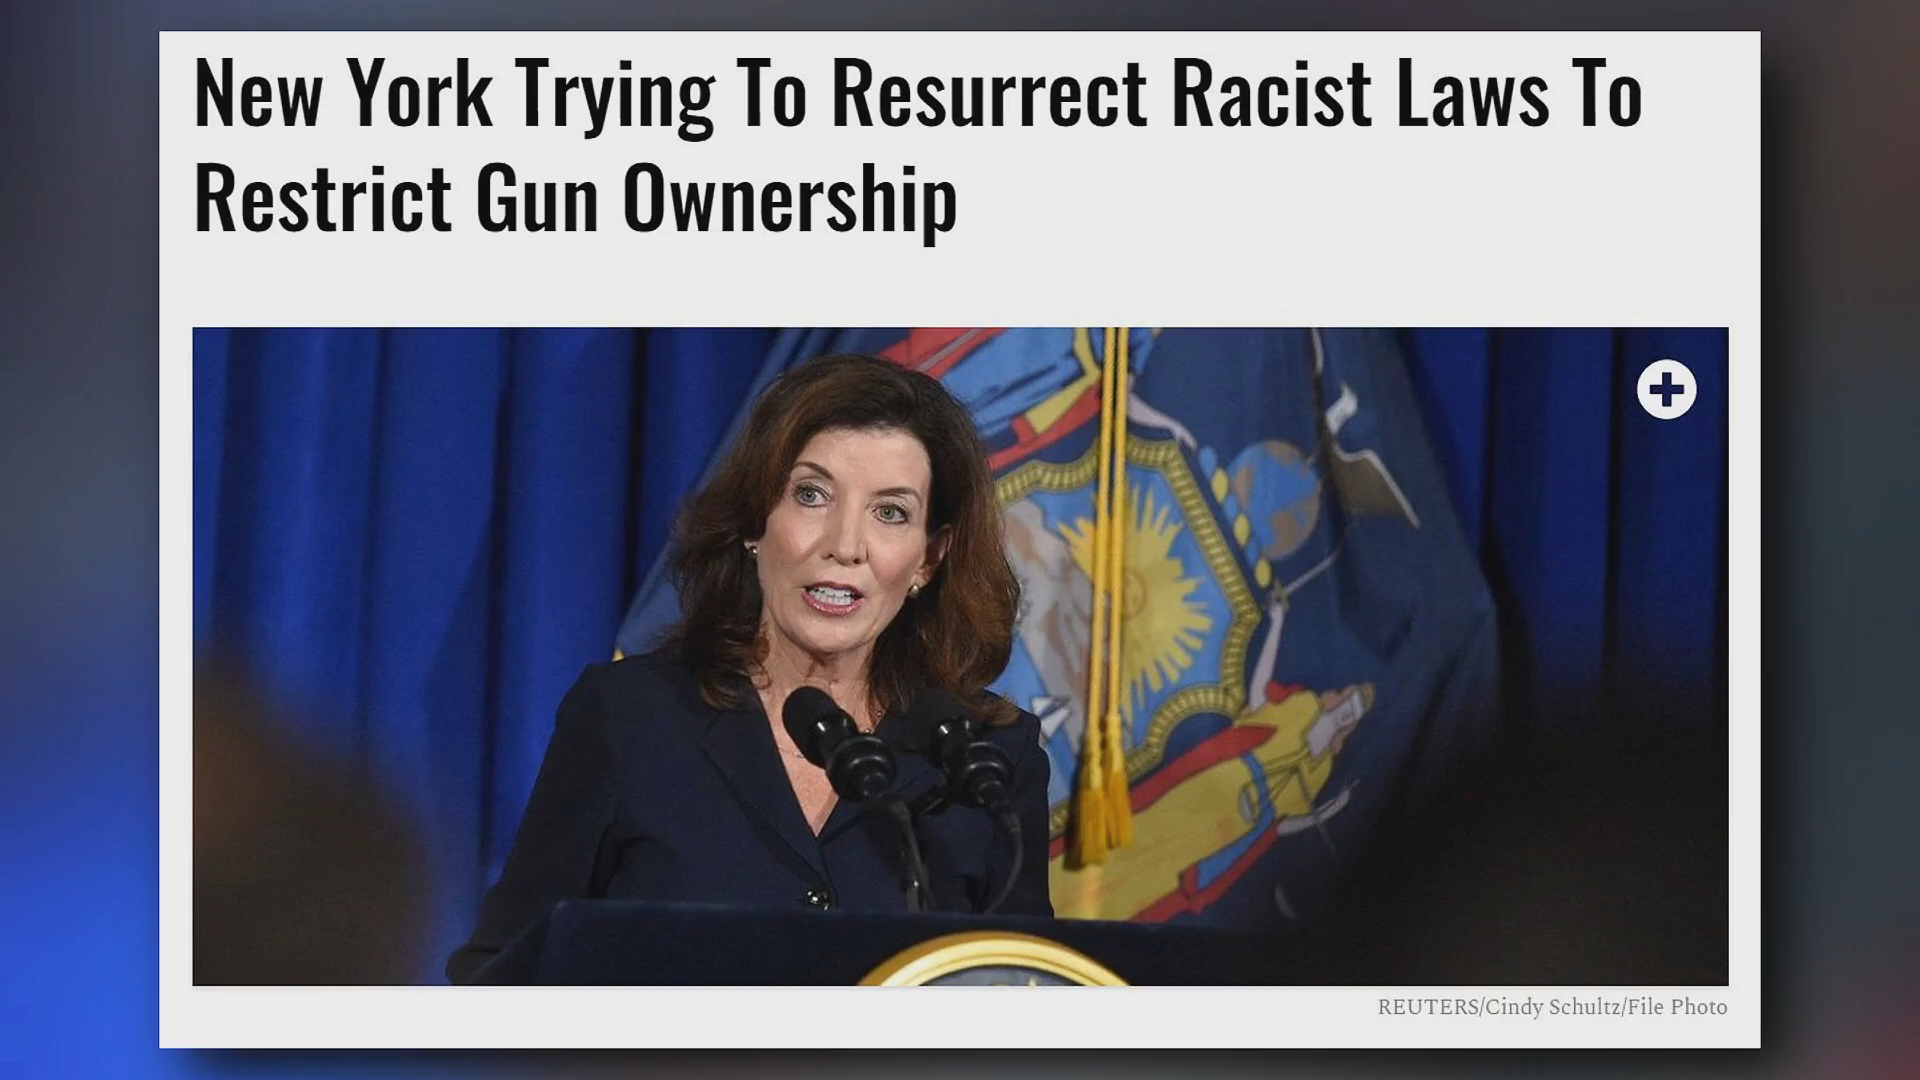 New York Trying To Resurrect Racist Laws To
Restrict Gun Ownership
REUTERS/Cindy Schultz/File Photo